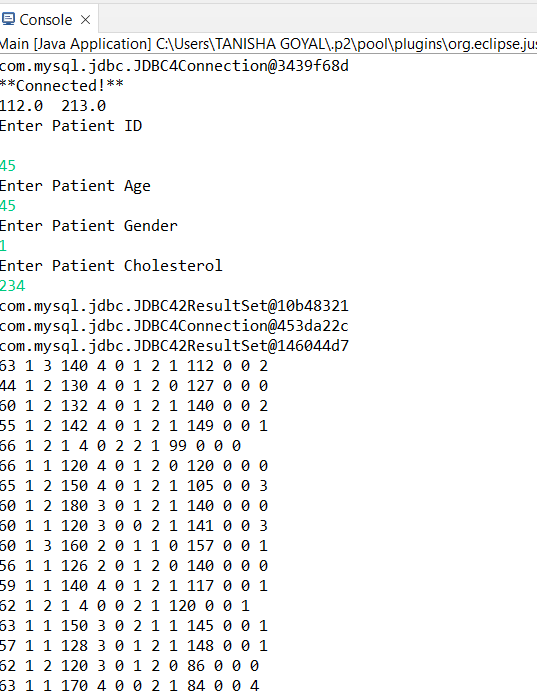 Console
Main [Java Application] C:\Users\TANISHA GOYAL\.p2\pool\plugins\org.eclipse.jus
com.mysql.jdbc.JDBC4Connection@3439f68d
**Connected!**
112.0  213.0
Enter Patient ID
45
Enter Patient Age
45
Enter Patient Gender
1
Enter Patient Cholesterol
234
com.mysql.jdbc.JDBC42ResultSet@10b48321
com.mysql.jdbc.JDBC4Connection@453da22c
com.mysql.jdbc.JDBC42ResultSet@146044d7
63 1 3 140 4 0 1 2 1 112 0 0 2
44 1 2 130 4 0 1 2 0 127 0 0 0
60 1 2 132 4 0 1 2 1 140 0 0 2
55 1 2 142 4 0 1 2 1 149 0 0 1
66 1 2 1 4 0 2 2 1 99 0 0 0
66 1 1 120 4 0 1 2 0 120 0 0 0
65 1 2 150 4 0 1 2 1 105 0 0 3
60 1 2 180 3 0 1 2 1 140 0 0 0
60 1 1 120 3 0 0 2 1 141 0 0 3
60 1 3 160 2 0 1 1 0 157 0 0 1
56 1 1 126 2 0 1 2 0 140 0 0 0
59 1 1 140 4 0 1 2 1 117 0 0 1
62 1 2 1 4 0 0 2 1 120 0 0 1
63 1 1 150 3 0 2 1 1 145 0 0 1
57 1 1 128 3 0 1 2 1 148 0 0 1
62 1 2 120 3 0 1 2 0 86 0 0 0
63 1 1 170 4 0 0 2 1 84 0 0 4